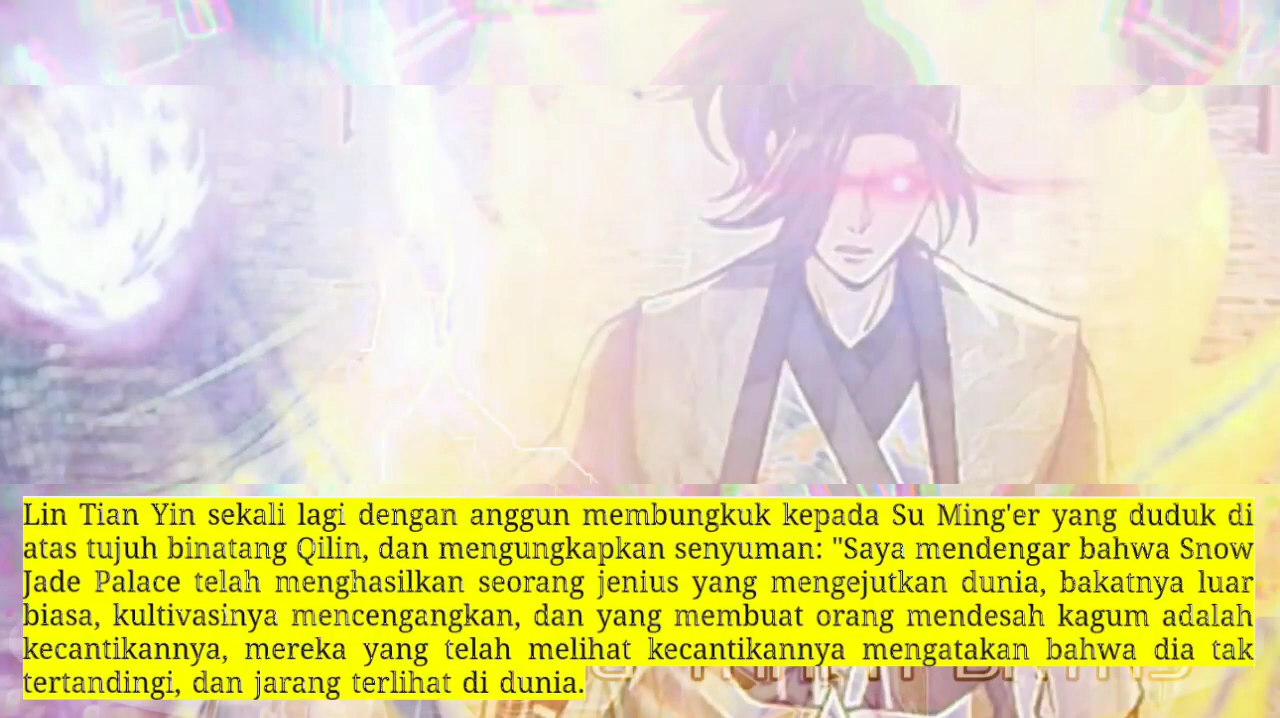 Lin Tian Yin sekali lagi dengan anggun membungkuk kepada Su Ming'er yang duduk di
atas tujuh binatang Qilin, dan mengungkapkan senyuman: "Saya mendengar bahwa Snow
Jade Palace telah menghasilkan seorang jenius yang mengejutkan dunia, bakatnya luar
biasa, kultivasinya mencengangkan, dan yang membuat orang mendesah kagum adalah
kecantikannya, mereka yang telah melihat kecantikannya mengatakan bahwa dia tak
tertandingi, dan jarang terlihat di dunia.